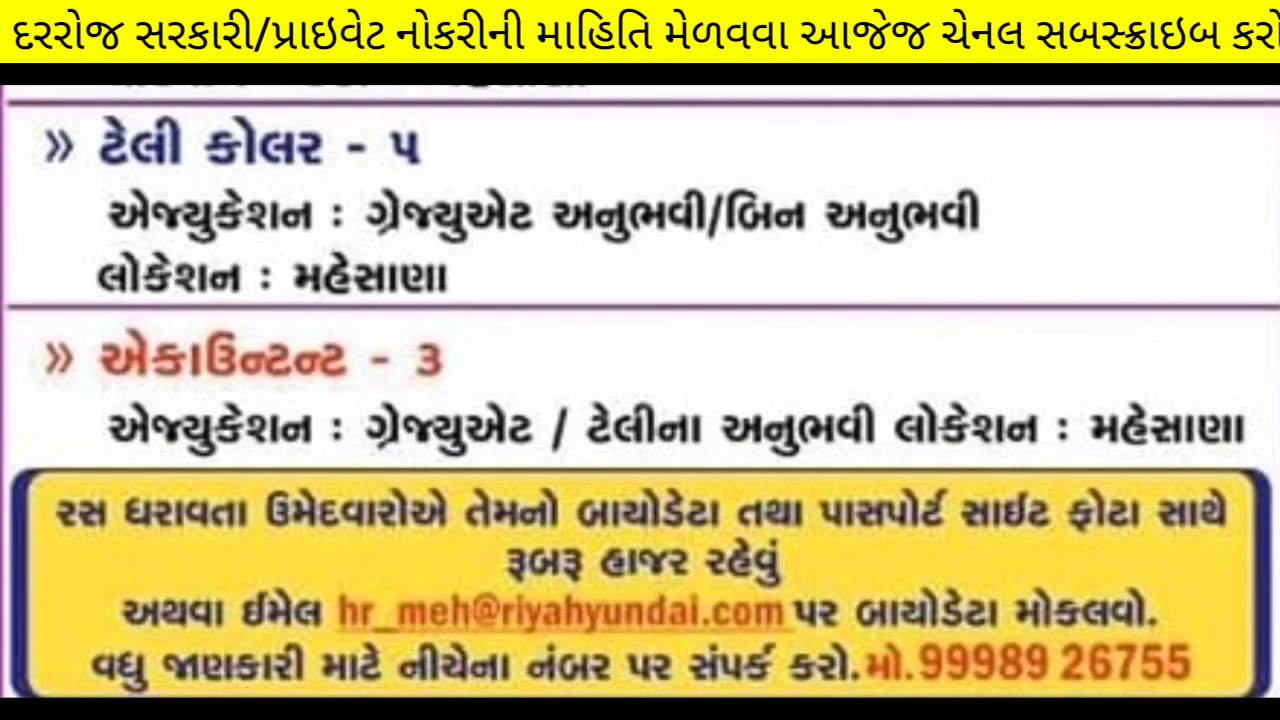 દરરોજ સરકારી/પ્રાઇવેટ નોકરીની માહિતિ મેળવવા આજેજ ચેનલ સબસ્ક્રાઇબ કરો
» ટેલી કોલર - ૫
એજ્યુકેશન : ગ્રેજ્યુએટ અનુભવી/બિન અનુભવી
લોકેશન : મહેસાણા
» એકાઉન્ટન્ટ - ૩
એજ્યુકેશન : ગ્રેજ્યુએટ / ટેલીના અનુભવી લોકેશન : મહેસાણા
રસ ધરાવતા ઉમેદવારોએ તેમનો બાયોડેટા તથા પાસપોર્ટ સાઈટ ફોટા સાથે
રૂબરૂ હાજર રહેવું
અથવા ઈમેલ hr_meh@riyahyundai.com પર બાયોડેટા મોકલવો.
વધુ જાણકારી માટે નીચેના નંબર પર સંપર્ક કરો. મો.99989 26755